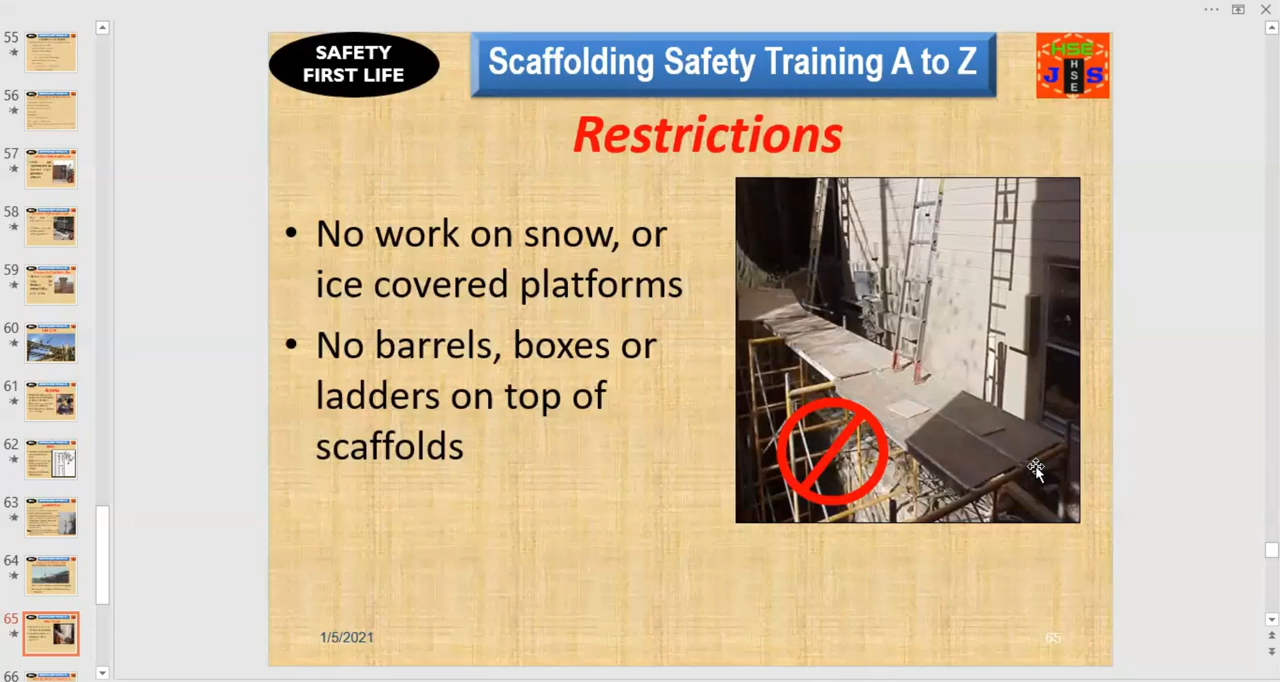 55
56
57
58
59
60
61
62
63
64
65
66
SAFETY
FIRST LIFE
Scaffolding Safety Training A to Z
HSE
J S
H
S
E
Restrictions
• No work on snow, or
ice covered platforms
• No barrels, boxes or
ladders on top of
scaffolds
1/5/2021
65